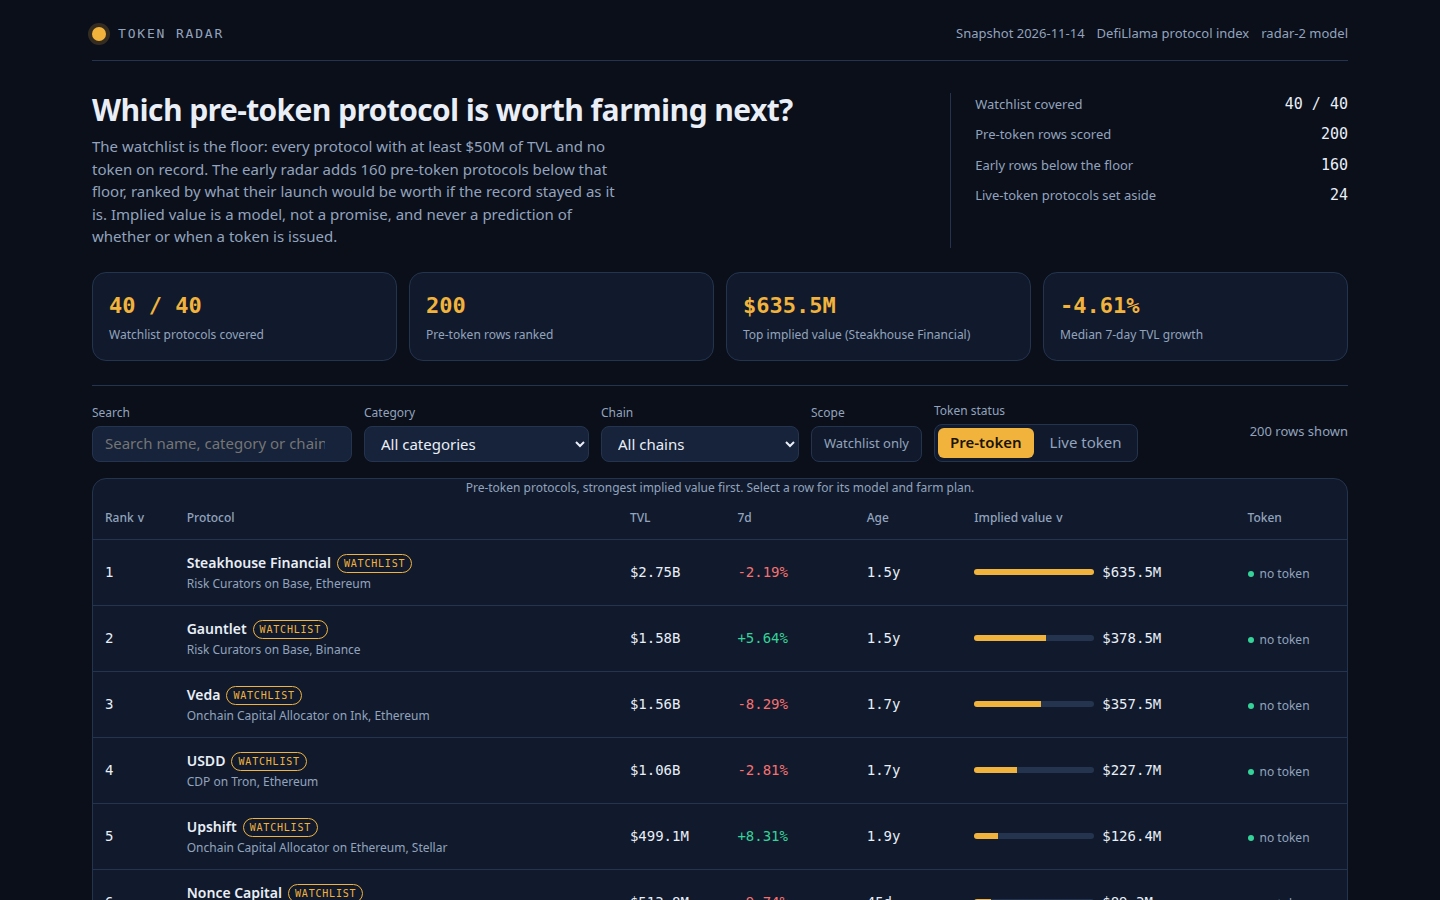 TOKEN RADAR
Snapshot 2026-11-14 DefiLlama protocol index radar-2 model
Which pre-token protocol is worth farming next?
The watchlist is the floor: every protocol with at least $50M of TVL and no
token on record. The early radar adds 160 pre-token protocols below that
floor, ranked by what their launch would be worth if the record stayed as it
is. Implied value is a model, not a promise, and never a prediction of
whether or when a token is issued.
Watchlist covered 40 / 40
Pre-token rows scored 200
Early rows below the floor 160
Live-token protocols set aside 24
40 / 40
Watchlist protocols covered
200
Pre-token rows ranked
$635.5M
Top implied value (Steakhouse Financial)
-4.61%
Median 7-day TVL growth
Search
Search name, category or chain
Category
All categories
Chain
All chains
Scope
Watchlist only
Token status
Pre-token Live token
200 rows shown
Pre-token protocols, strongest implied value first. Select a row for its model and farm plan.
Rank v Protocol TVL 7d Age Implied value v Token
1 Steakhouse Financial WATCHLIST $2.75B -2.19% 1.5y $635.5M no token
Risk Curators on Base, Ethereum
2 Gauntlet WATCHLIST $1.58B +5.64% 1.5y $378.5M no token
Risk Curators on Base, Binance
3 Veda WATCHLIST $1.56B -8.29% 1.7y $357.5M no token
Onchain Capital Allocator on Ink, Ethereum
4 USDD WATCHLIST $1.06B -2.81% 1.7y $227.7M no token
CDP on Tron, Ethereum
5 Upshift WATCHLIST $499.1M +8.31% 1.9y $126.4M no token
Onchain Capital Allocator on Ethereum, Stellar
Nonce Capital WATCHLIST